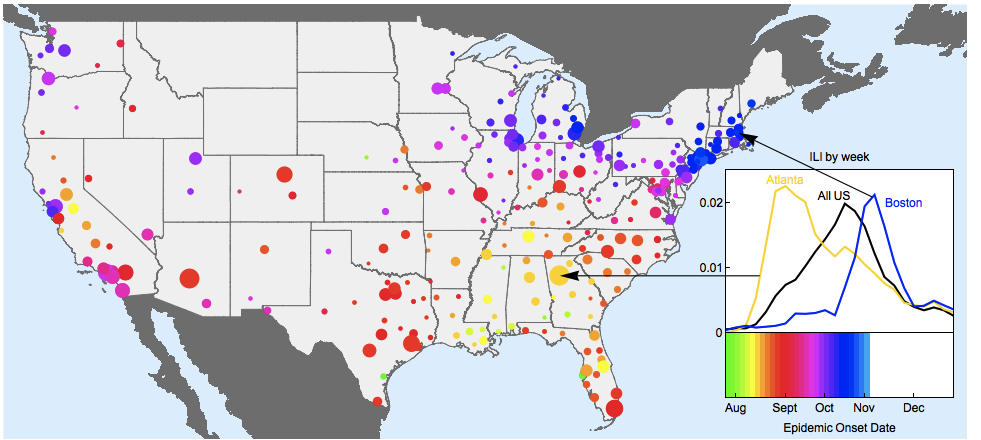 ILI by week
Atlanta
All US
Boston
0.02
0.01
0
Aug Sept Oct Nov Dec
Epidemic Onset Date